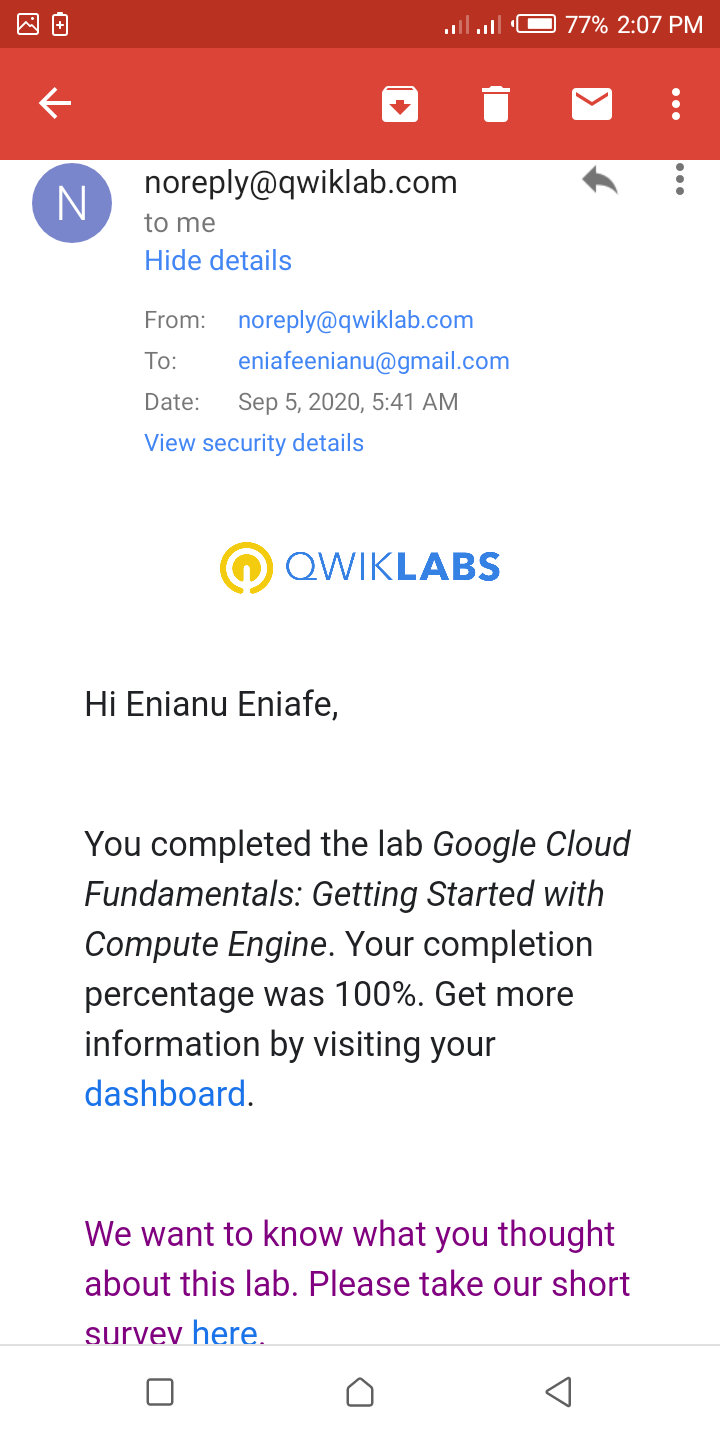 77% 2:07 PM
N
noreply@qwiklab.com
to me
Hide details
From: noreply@qwiklab.com
To: eniafeenianu@gmail.com
Date: Sep 5, 2020, 5:41 AM
View security details
QWIKLABS
Hi Enianu Eniafe,
You completed the lab Google Cloud
Fundamentals: Getting Started with
Compute Engine. Your completion
percentage was 100%. Get more
information by visiting your
dashboard.
We want to know what you thought
about this lab. Please take our short
survey here.